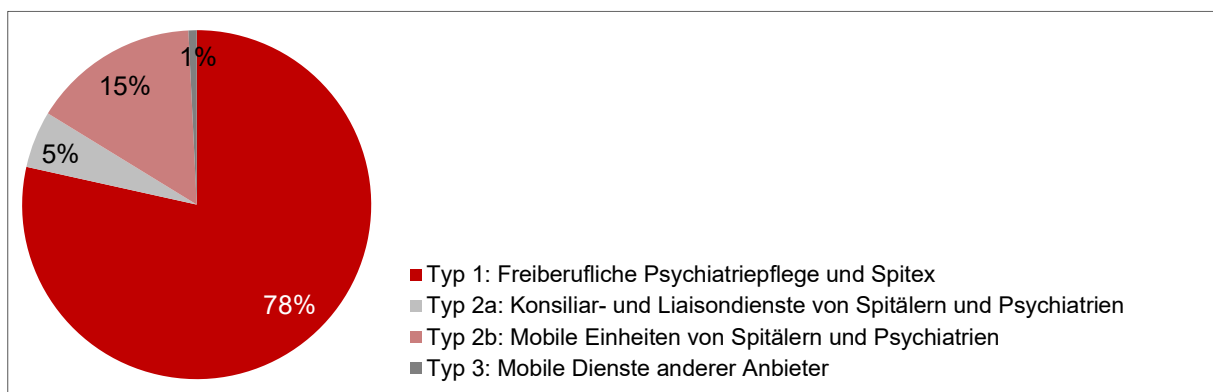 1%
15%
5%
78%
Typ 1: Freiberufliche Psychiatriepflege und Spitex
Typ 2a: Konsiliar- und Liaisondienste von Spitälern und Psychiatrien
Typ 2b: Mobile Einheiten von Spitälern und Psychiatrien
Typ 3: Mobile Dienste anderer Anbieter